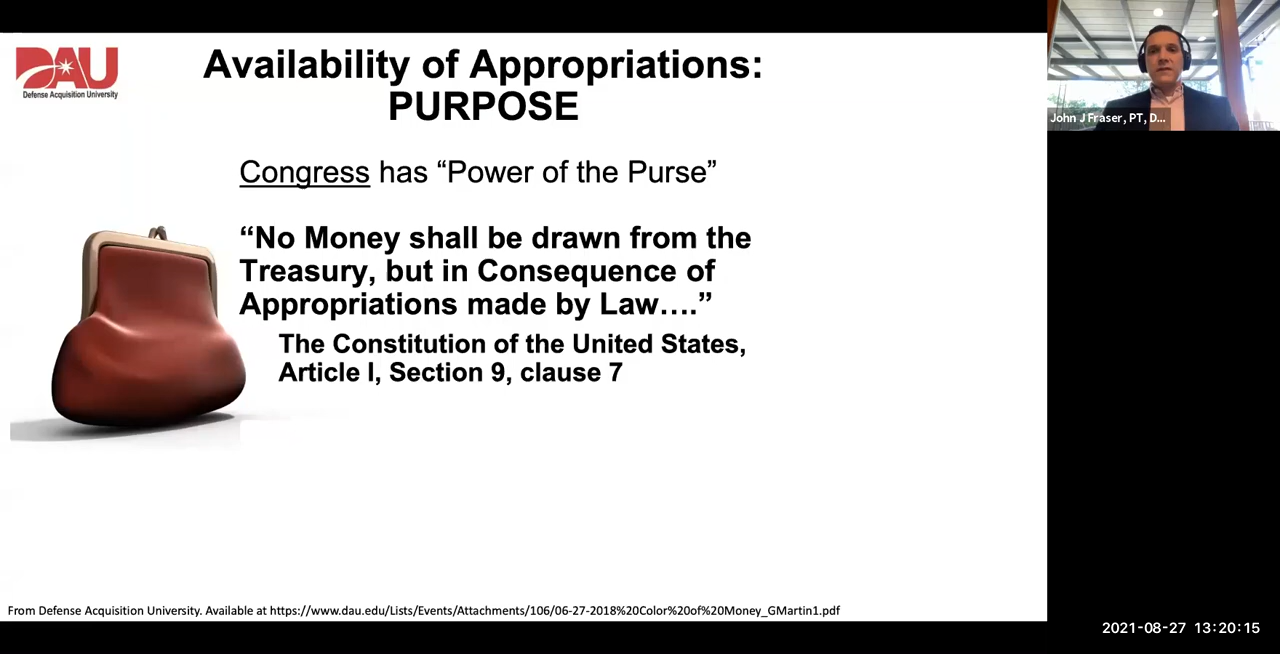 DAU
Defense Acquisition University
Availability of Appropriations:
PURPOSE
Congress has “Power of the Purse”
“No Money shall be drawn from the
Treasury, but in Consequence of
Appropriations made by Law….”
The Constitution of the United States,
Article I, Section 9, clause 7
From Defense Acquisition University. Available at https://www.dau.edu/Lists/Events/Attachments/106/06-27-2018%20Color%20of%20Money_GMartin1.pdf
John J Fraser, PT, D...
2021-08-27 13:20:15